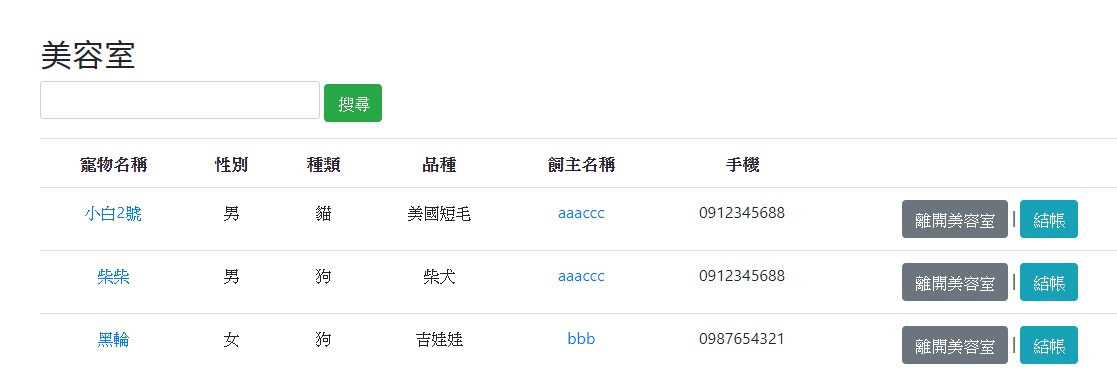 美容室
搜尋
寵物名稱 性別 種類 品種 飼主名稱 手機
小白2號 男 貓 美國短毛 aaaccc 0912345688 離開美容室 | 結帳
柴柴 男 狗 柴犬 aaaccc 0912345688 離開美容室 | 結帳
黑輪 女 狗 吉娃娃 bbb 0987654321 離開美容室 | 結帳